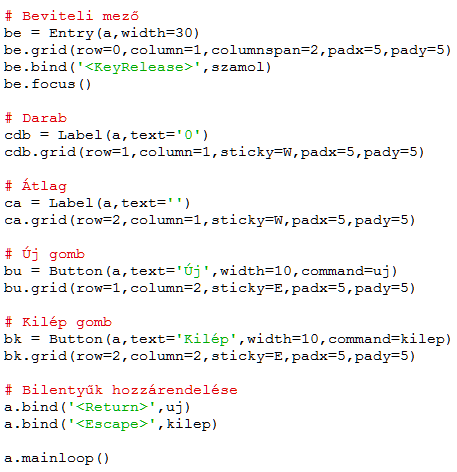 # Beviteli mező
be = Entry(a,width=30)
be.grid(row=0,column=1,columnspan=2,padx=5,pady=5)
be.bind('<KeyRelease>',szamol)
be.focus()
# Darab
cdb = Label(a,text='0')
cdb.grid(row=1,column=1,sticky=W,padx=5,pady=5)
# Átlag
ca = Label(a,text='')
ca.grid(row=2,column=1,sticky=W,padx=5,pady=5)
# Új gomb
bu = Button(a,text='Új',width=10,command=uj)
bu.grid(row=1,column=2,sticky=E,padx=5,pady=5)
# Kilép gomb
bk = Button(a,text='Kilép',width=10,command=kilep)
bk.grid(row=2,column=2,sticky=E,padx=5,pady=5)
# Bilentyűk hozzárendelése
a.bind('<Return>',uj)
a.bind('<Escape>',kilep)
a.mainloop()